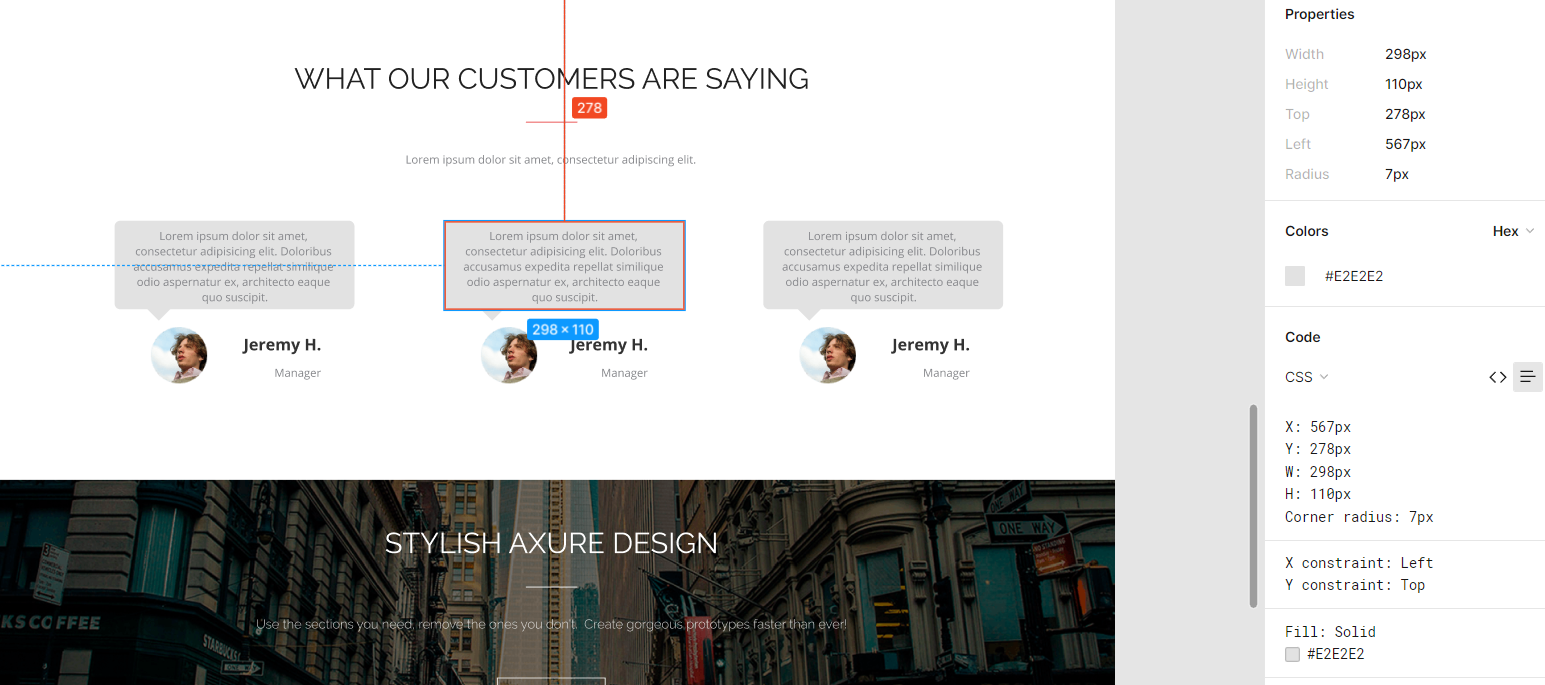 WHAT OUR CUSTOMERS ARE SAYING
278
Lorem ipsum dolor sit amet, consectetur adipiscing elit.
Lorem ipsum dolor sit amet,
consectetur adipisicing elit. Doloribus
accusamus expedita repellat similique
odio aspernatur ex, architecto eaque
quo suscipit.
Jeremy H.
Manager
Lorem ipsum dolor sit amet,
consectetur adipisicing elit. Doloribus
accusamus expedita repellat similique
odio aspernatur ex, architecto eaque
quo suscipit.
298 × 110
Jeremy H.
Manager
Lorem ipsum dolor sit amet,
consectetur adipisicing elit. Doloribus
accusamus expedita repellat similique
odio aspernatur ex, architecto eaque
quo suscipit.
Jeremy H.
Manager
STYLISH AXURE DESIGN
Use the sections you need, remove the ones you don't. Create gorgeous prototypes faster than ever!
KS COFFEE
STARBUCKS
ONE WAY
ONE WAY
ONE WAY
NO STANDING
Properties
Width 298px
Height 110px
Top 278px
Left 567px
Radius 7px
Colors Hex
#E2E2E2
Code
CSS
X: 567px
Y: 278px
W: 298px
H: 110px
Corner radius: 7px
X constraint: Left
Y constraint: Top
Fill: Solid
#E2E2E2